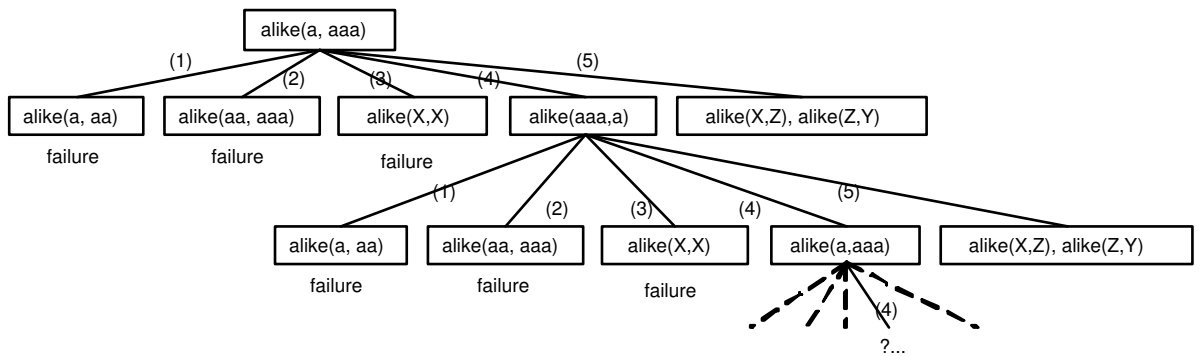 alike(a, aaa)
(1) (2) (3) (4) (5)
alike(a, aa) alike(aa, aaa) alike(X,X) alike(aaa,a) alike(X,Z), alike(Z,Y)
failure failure failure
(1) (2) (3) (4) (5)
alike(a, aa) alike(aa, aaa) alike(X,X) alike(a,aaa) alike(X,Z), alike(Z,Y)
failure failure failure
(4)
?...